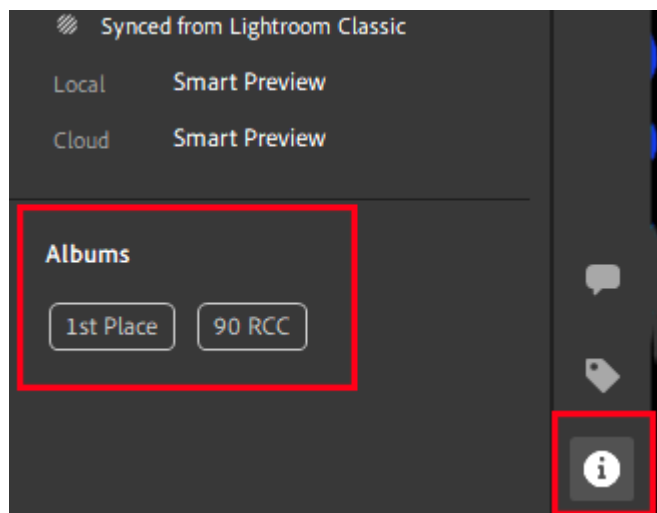 Synced from Lightroom Classic
Local Smart Preview
Cloud Smart Preview
Albums
1st Place 90 RCC